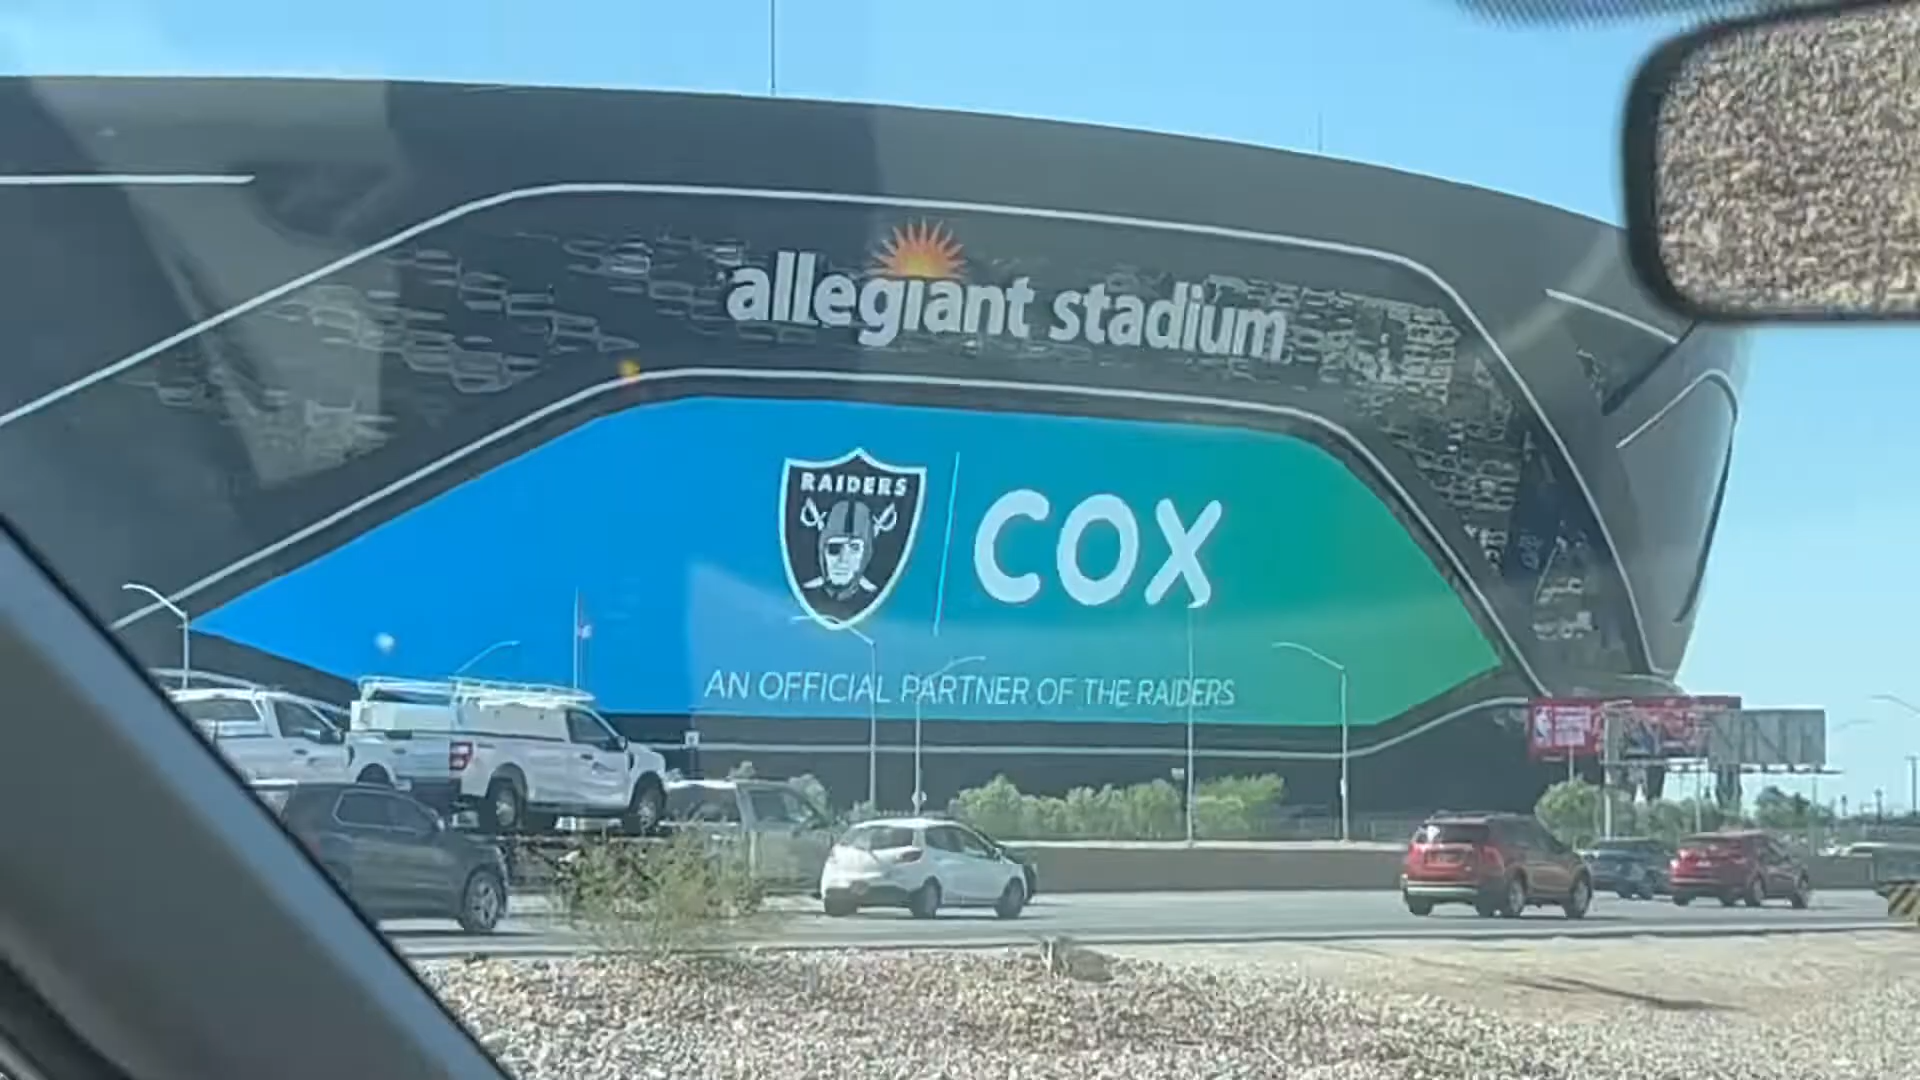 allegiant stadium
RAIDERS
COX
AN OFFICIAL PARTNER OF THE RAIDERS